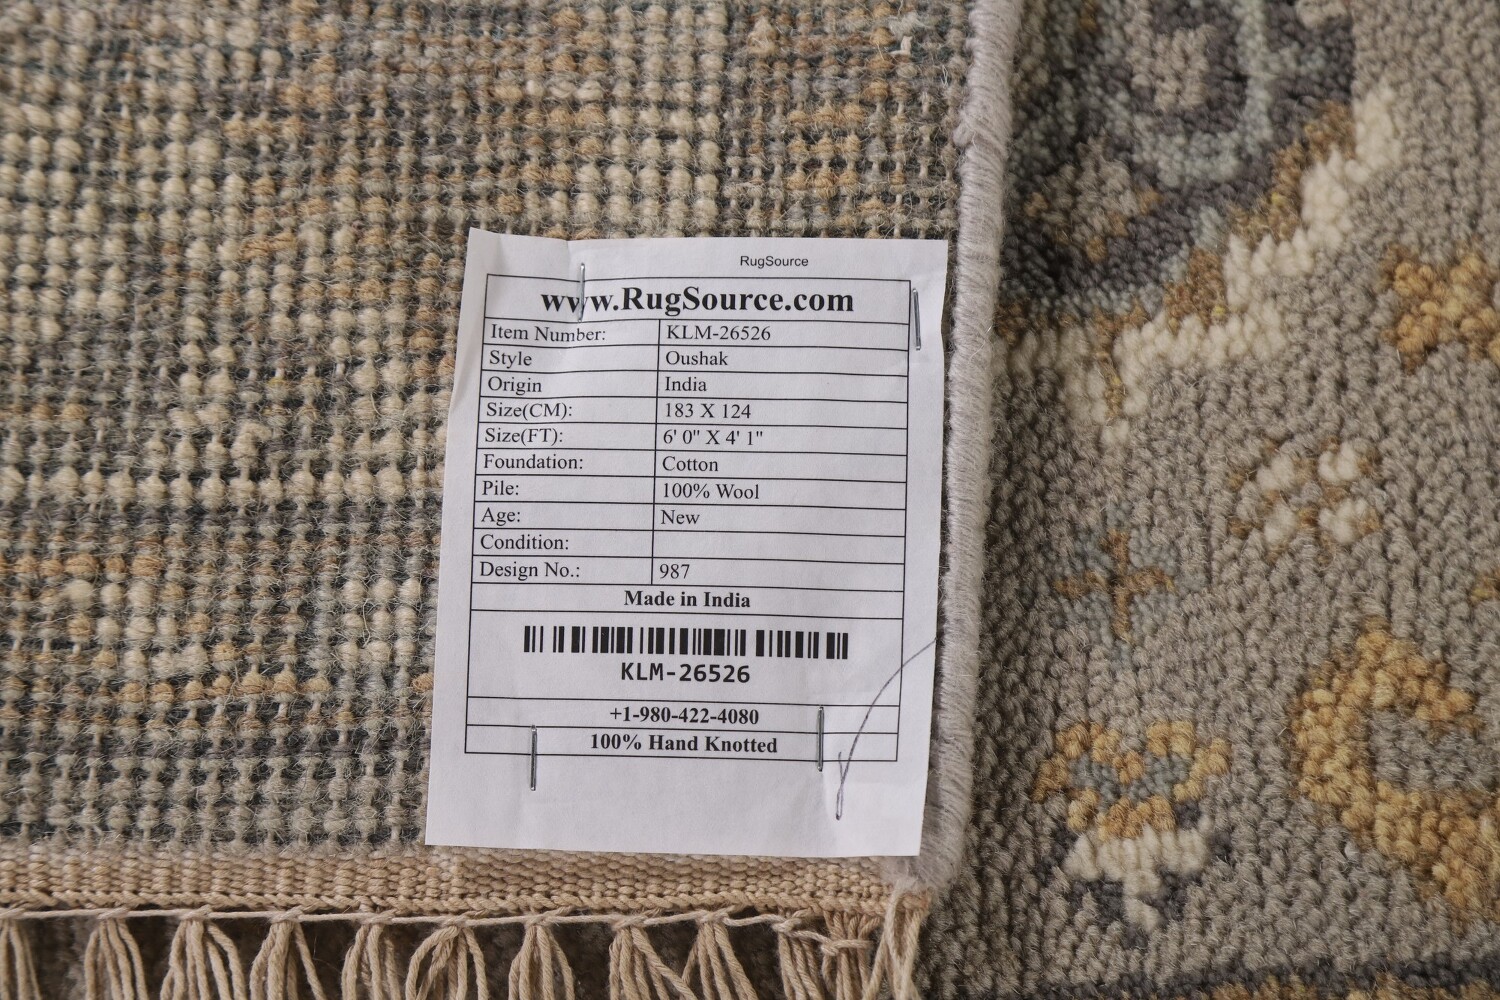 RugSource
www.RugSource.com
Item Number: KLM-26526
Style Oushak
Origin India
Size(CM): 183 X 124
Size(FT): 6' 0" X 4' 1"
Foundation: Cotton
Pile: 100% Wool
Age: New
Condition:
Design No.: 987
Made in India
KLM-26526
+1-980-422-4080
100% Hand Knotted